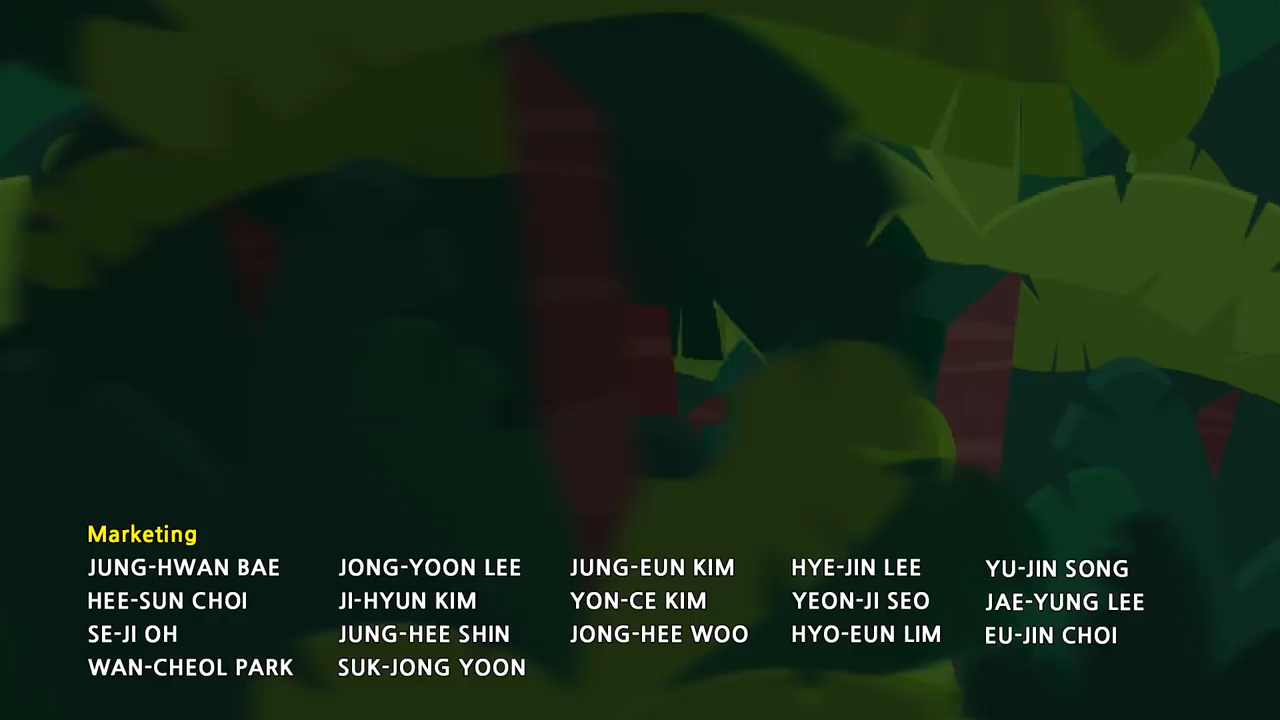 Marketing
JUNG-HWAN BAE JONG-YOON LEE JUNG-EUN KIM HYE-JIN LEE YU-JIN SONG
HEE-SUN CHOI JI-HYUN KIM YON-CE KIM YEON-JI SEO JAE-YUNG LEE
SE-JI OH JUNG-HEE SHIN JONG-HEE WOO HYO-EUN LIM EU-JIN CHOI
WAN-CHEOL PARK SUK-JONG YOON